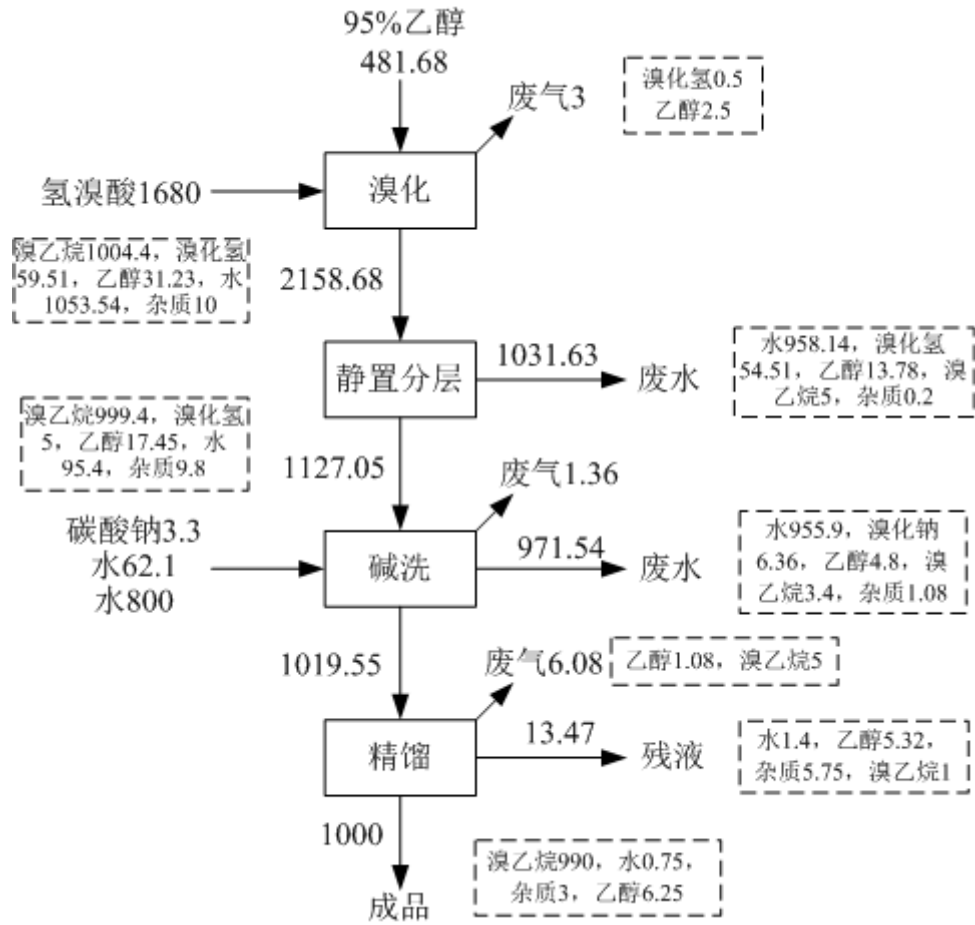 95%乙醇
481.68
废气3
溴化氢0.5
乙醇2.5
氢溴酸1680
溴化
溴乙烷1004.4，溴化氢
59.51，乙醇31.23，水
1053.54，杂质10
2158.68
静置分层
1031.63
废水
水958.14，溴化氢
54.51，乙醇13.78，溴
乙烷5，杂质0.2
溴乙烷999.4，溴化氢
5，乙醇17.45，水
95.4，杂质9.8
1127.05
废气1.36
碳酸钠3.3
水62.1
水800
碱洗
971.54
废水
水955.9，溴化钠
6.36，乙醇4.8，溴
乙烷3.4，杂质1.08
1019.55
废气6.08
乙醇1.08，溴乙烷5
精馏
13.47
残液
水1.4，乙醇5.32，
杂质5.75，溴乙烷1
1000
溴乙烷990，水0.75，
杂质3，乙醇6.25
成品